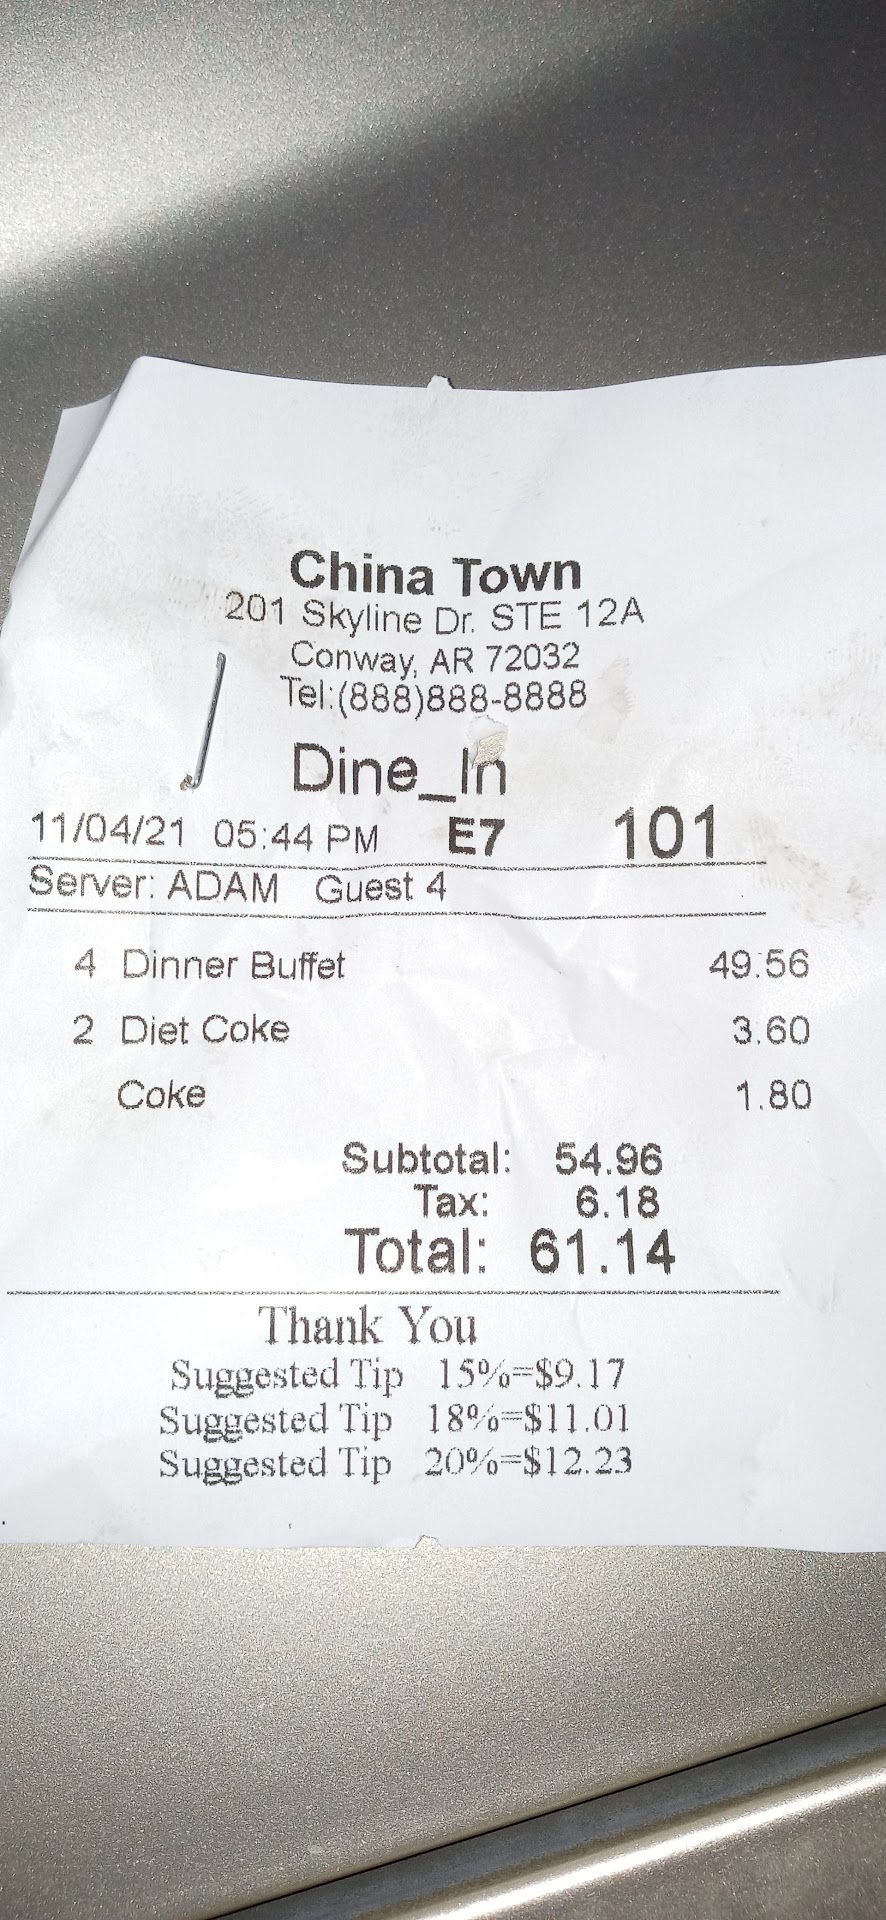 China Town
201 Skyline Dr. STE 12A
Conway, AR 72032
Tel:(888)888-8888
Dine_In
11/04/21 05:44 PM E7 101
Server: ADAM Guest 4
4 Dinner Buffet 49.56
2 Diet Coke 3.60
Coke 1.80
Subtotal: 54.96
Tax: 6.18
Total: 61.14
Thank You
Suggested Tip 15%=$9.17
Suggested Tip 18%=$11.01
Suggested Tip 20%=$12.23